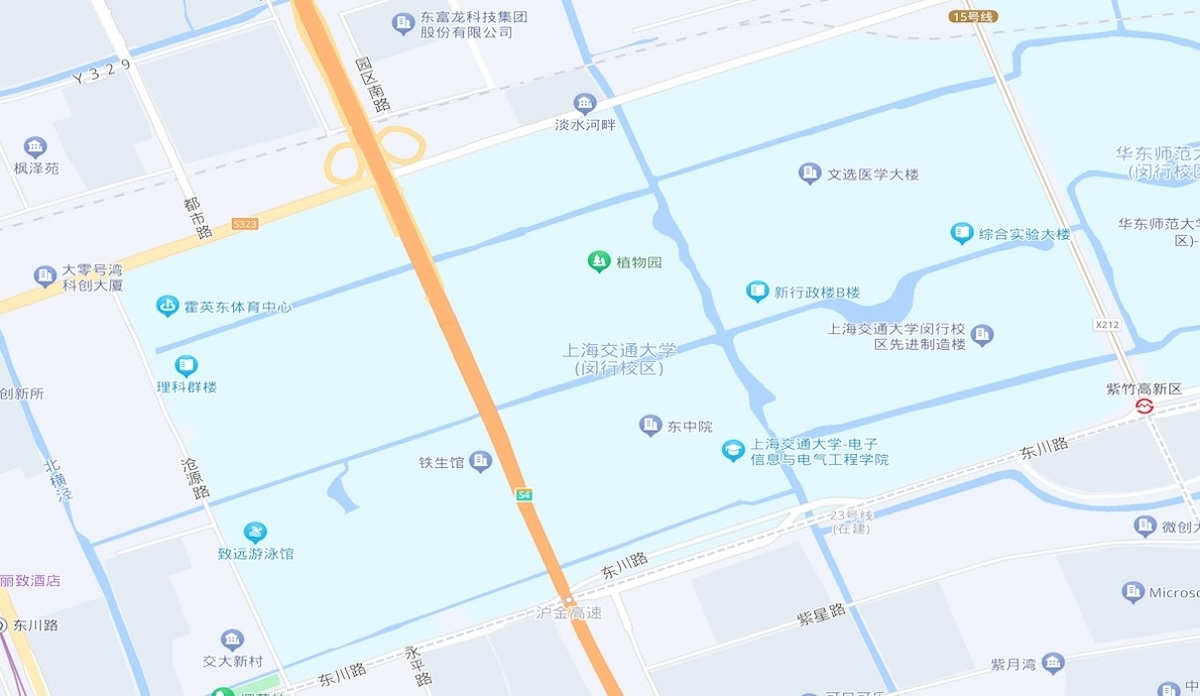 东富龙科技集团
股份有限公司
15号线
Y329
园区南路
淡水河畔
枫泽苑
都市路
S323
文选医学大楼
华东师范大
(闵行校区
华东师范大学
区)-
综合实验大楼
植物园
大零号湾
科创大厦
霍英东体育中心
新行政楼B楼
上海交通大学闵行校
区先进制造楼
X212
上海交通大学
(闵行校区)
理科群楼
创新所
紫竹高新区
东中院
上海交通大学-电子
信息与电气工程学院
东川路
铁生馆
北横泾
沧源路
S4
23号线
(在建)
微创大
致远游泳馆
东川路
丽致酒店
Microso
沪金高速
紫星路
东川路
交大新村
永平路
东川路
紫月湾